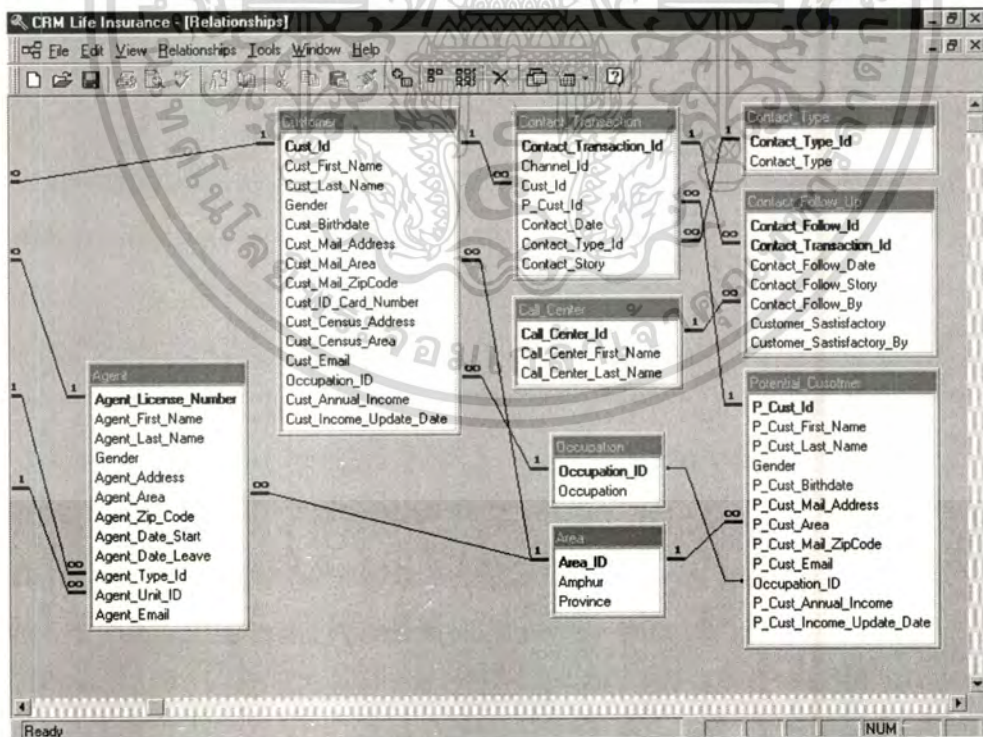 CRM Life Insurance - [Relationships]
File Edit View Relationships Tools Window Help
Customer
Cust_Id
Cust_First_Name
Cust_Last_Name
Gender
Cust_Birthdate
Cust_Mail_Address
Cust_Mail_Area
Cust_Mail_ZipCode
Cust_ID_Card_Number
Cust_Census_Address
Cust_Census_Area
Cust_Email
Occupation_ID
Cust_Annual_Income
Cust_Income_Update_Date
Contact_Transaction
Contact_Transaction_Id
Channel_Id
Cust_Id
P_Cust_Id
Contact_Date
Contact_Type_Id
Contact_Story
Contact_Type
Contact_Type_Id
Contact_Type
Contact_Follow_Up
Contact_Follow_Id
Contact_Transaction_Id
Contact_Follow_Date
Contact_Follow_Story
Contact_Follow_By
Customer_Sastisfactory
Customer_Sastisfactory_By
Call_Center
Call_Center_Id
Call_Center_First_Name
Call_Center_Last_Name
Agent
Agent_License_Number
Agent_First_Name
Agent_Last_Name
Gender
Agent_Address
Agent_Area
Agent_Zip_Code
Agent_Date_Start
Agent_Date_Leave
Agent_Type_Id
Agent_Unit_ID
Agent_Email
Occupation
Occupation_ID
Occupation
Area
Area_ID
Amphur
Province
Potential_Cusotmer
P_Cust_Id
P_Cust_First_Name
P_Cust_Last_Name
Gender
P_Cust_Birthdate
P_Cust_Mail_Address
P_Cust_Area
P_Cust_Mail_ZipCode
P_Cust_Email
Occupation_ID
P_Cust_Annual_Income
P_Cust_Income_Update_Date
Ready
NUM